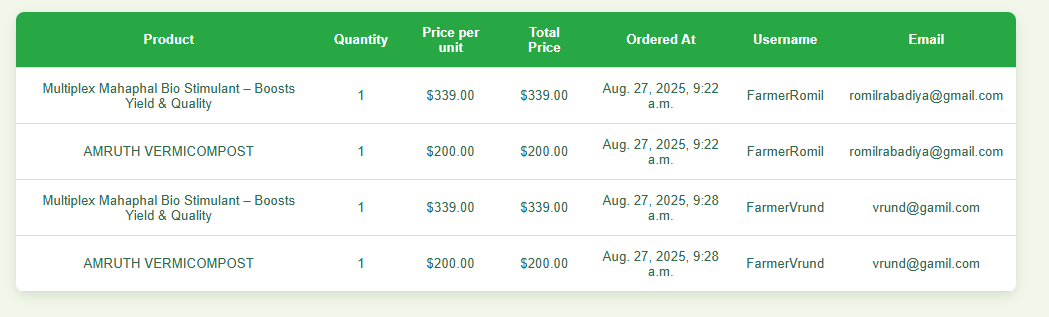 Product Quantity Price per unit Total Price Ordered At Username Email
Multiplex Mahaphal Bio Stimulant – Boosts Yield & Quality 1 $339.00 $339.00 Aug. 27, 2025, 9:22 a.m. FarmerRomil romilrabadiya@gmail.com
AMRUTH VERMICOMPOST 1 $200.00 $200.00 Aug. 27, 2025, 9:22 a.m. FarmerRomil romilrabadiya@gmail.com
Multiplex Mahaphal Bio Stimulant – Boosts Yield & Quality 1 $339.00 $339.00 Aug. 27, 2025, 9:28 a.m. FarmerVrund vrund@gamil.com
AMRUTH VERMICOMPOST 1 $200.00 $200.00 Aug. 27, 2025, 9:28 a.m. FarmerVrund vrund@gamil.com